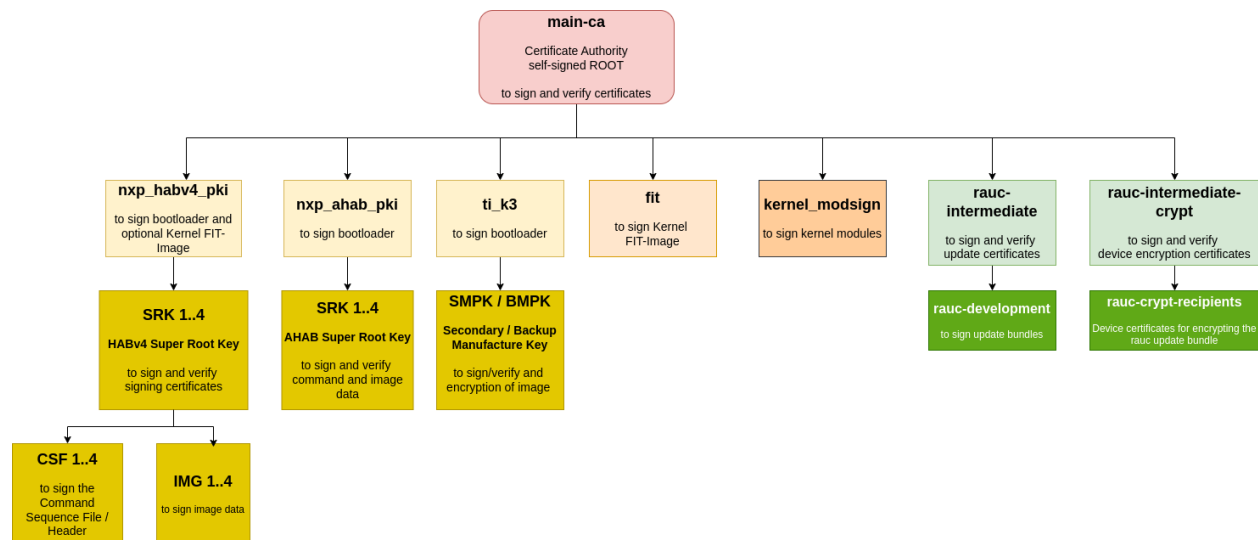 main-ca
Certificate Authority
self-signed ROOT
to sign and verify certificates
nxp_habv4_pki
to sign bootloader and
optional Kernel FIT-
Image
nxp_ahab_pki
to sign bootloader
ti_k3
to sign bootloader
fit
to sign Kernel
FIT-Image
kernel_modsign
to sign kernel modules
rauc-
intermediate
to sign and verify
update certificates
rauc-intermediate-
crypt
to sign and verify
device encryption certificates
SRK 1..4
HABv4 Super Root Key
to sign and verify
signing certificates
SRK 1..4
AHAB Super Root Key
to sign and verify
command and image
data
SMPK / BMPK
Secondary / Backup
Manufacture Key
to sign/verify and
encryption of image
rauc-development
to sign update bundles
rauc-crypt-recipients
Device certificates for encrypting the
rauc update bundle
CSF 1..4
to sign the
Command
Sequence File /
Header
IMG 1..4
to sign image data